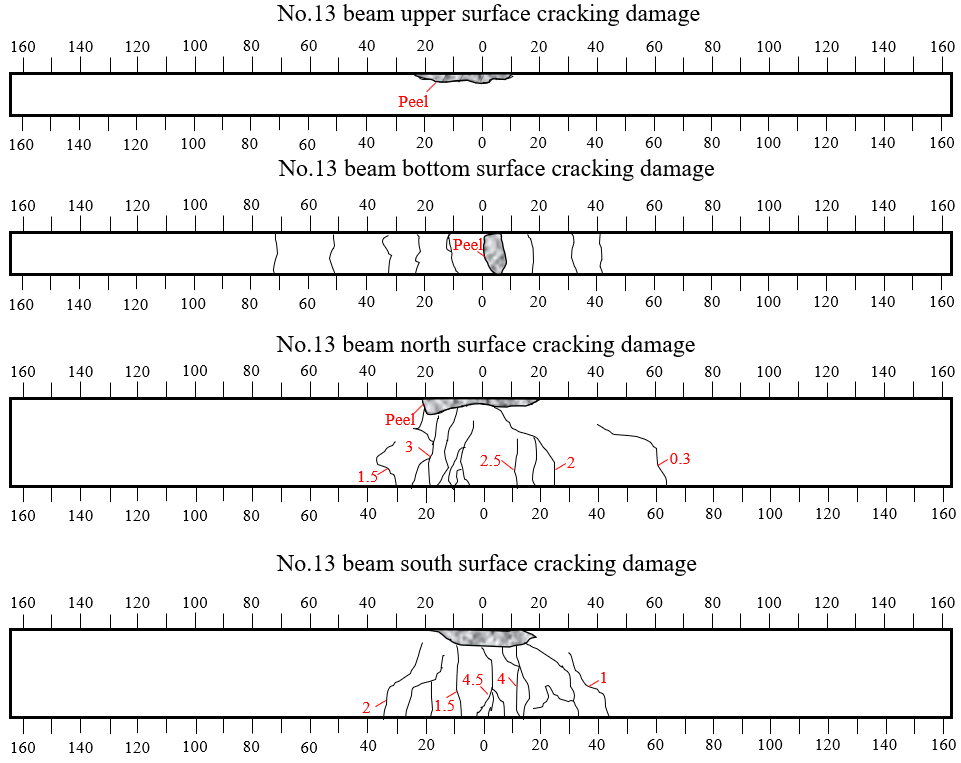 No.13 beam upper surface cracking damage
160 140 120 100 80 60 40 20 0 20 40 60 80 100 120 140 160
Peel
160 140 120 100 80 60 40 20 0 20 40 60 80 100 120 140 160
No.13 beam bottom surface cracking damage
160 140 120 100 80 60 40 20 0 20 40 60 80 100 120 140 160
Peel
160 140 120 100 80 60 40 20 0 20 40 60 80 100 120 140 160
No.13 beam north surface cracking damage
160 140 120 100 80 60 40 20 0 20 40 60 80 100 120 140 160
Peel
3 2.5 2 0.3
1.5
160 140 120 100 80 60 40 20 0 20 40 60 80 100 120 140 160
No.13 beam south surface cracking damage
160 140 120 100 80 60 40 20 0 20 40 60 80 100 120 140 160
4.5 4 1
2 1.5
160 140 120 100 80 60 40 20 0 20 40 60 80 100 120 140 160